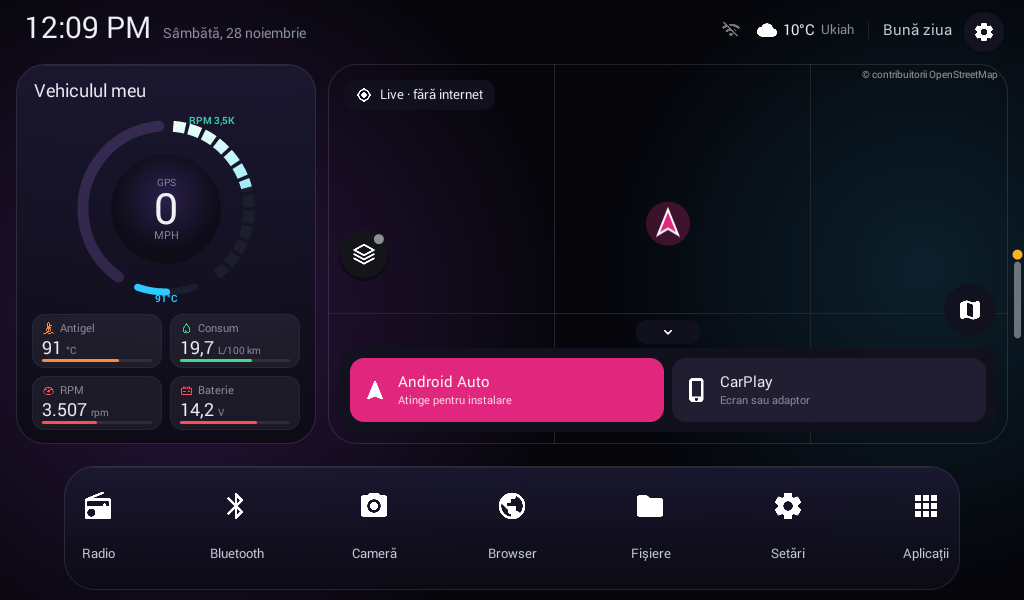 12:09 PM
Sâmbătă, 28 noiembrie
10°C Ukiah
Bună ziua
Vehiculul meu
RPM 3,5K
GPS
0
MPH
91°C
Antigel
91 °C
Consum
19,7 L/100 km
RPM
3.507 rpm
Baterie
14,2 V
© contribuitorii OpenStreetMap
Live · fără internet
Android Auto
Atinge pentru instalare
CarPlay
Ecran sau adaptor
Radio
Bluetooth
Cameră
Browser
Fișiere
Setări
Aplicații